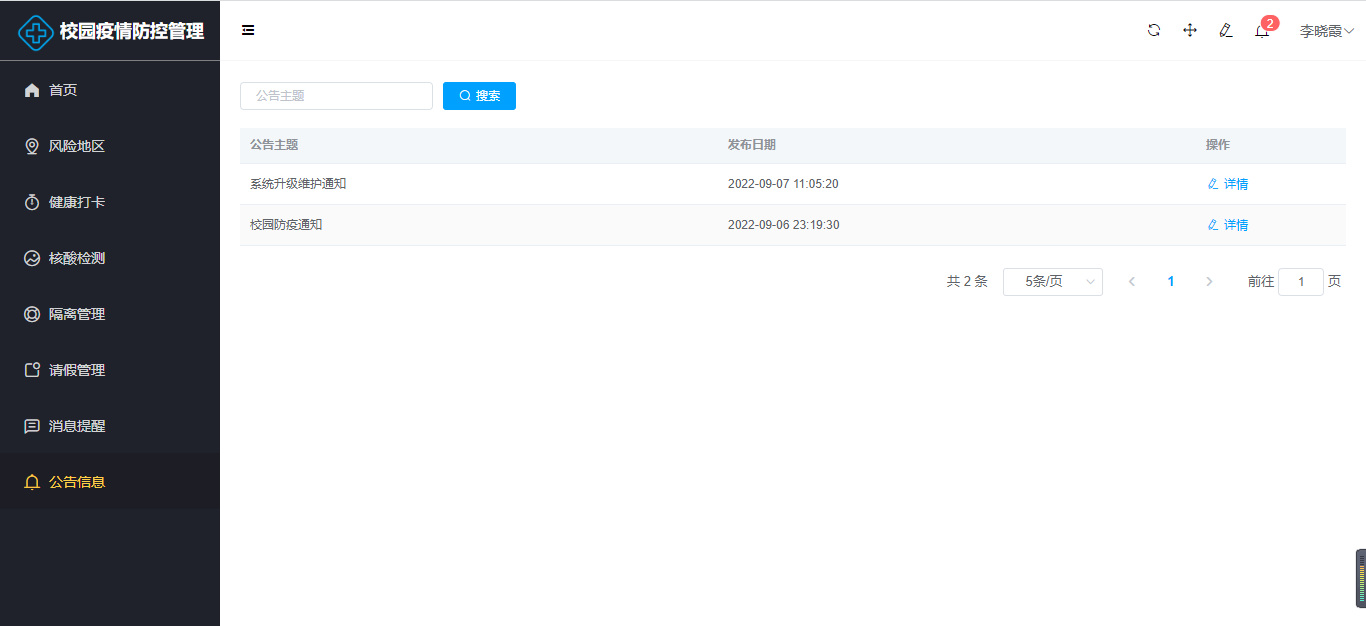 校园疫情防控管理
2
李晓霞
首页
风险地区
健康打卡
核酸检测
隔离管理
请假管理
消息提醒
公告信息
公告主题
搜索
公告主题 发布日期 操作
系统升级维护通知 2022-09-07 11:05:20 详情
校园防疫通知 2022-09-06 23:19:30 详情
共 2 条 5条/页 1 前往 1 页